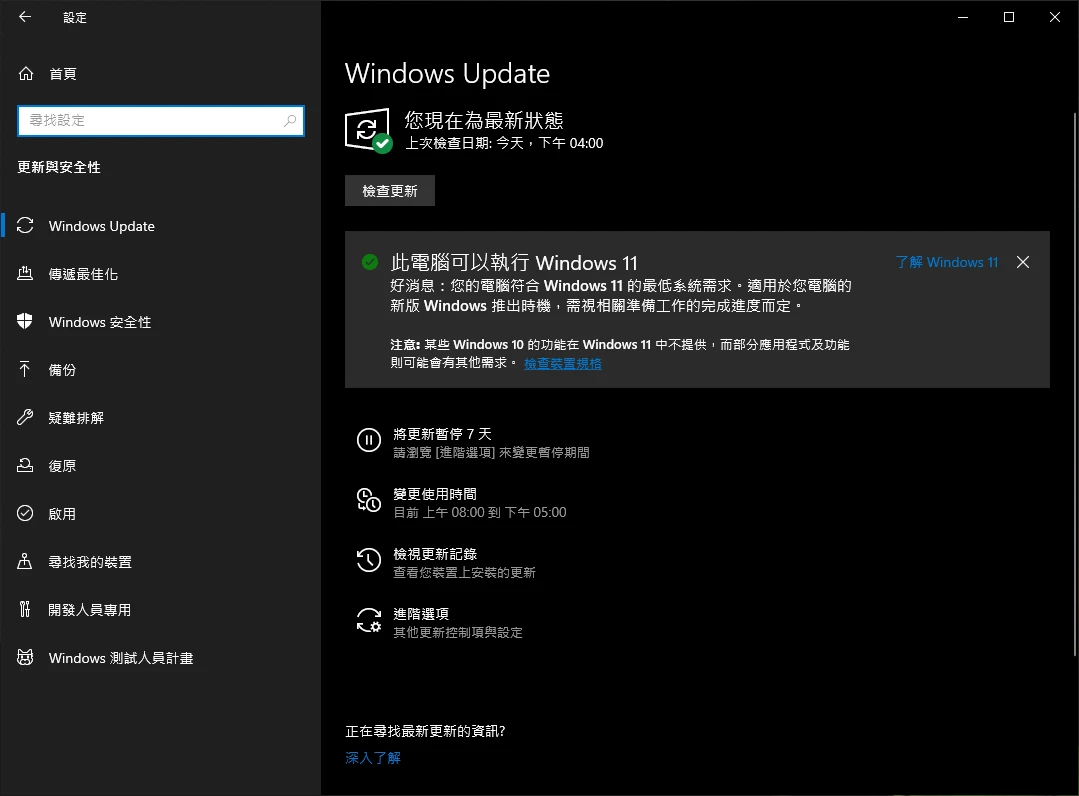 設定
首頁
尋找設定
更新與安全性
Windows Update
傳遞最佳化
Windows 安全性
備份
疑難排解
復原
啟用
尋找我的裝置
開發人員專用
Windows 測試人員計畫
Windows Update
您現在為最新狀態
上次檢查日期: 今天，下午 04:00
檢查更新
此電腦可以執行 Windows 11
了解 Windows 11
好消息：您的電腦符合 Windows 11 的最低系統需求。適用於您電腦的
新版 Windows 推出時機，需視相關準備工作的完成進度而定。
注意: 某些 Windows 10 的功能在 Windows 11 中不提供，而部分應用程式及功能
則可能會有其他需求。 檢查裝置規格
將更新暫停 7 天
請瀏覽 [進階選項] 來變更暫停期間
變更使用時間
目前 上午 08:00 到 下午 05:00
檢視更新記錄
查看您裝置上安裝的更新
進階選項
其他更新控制項與設定
正在尋找最新更新的資訊?
深入了解